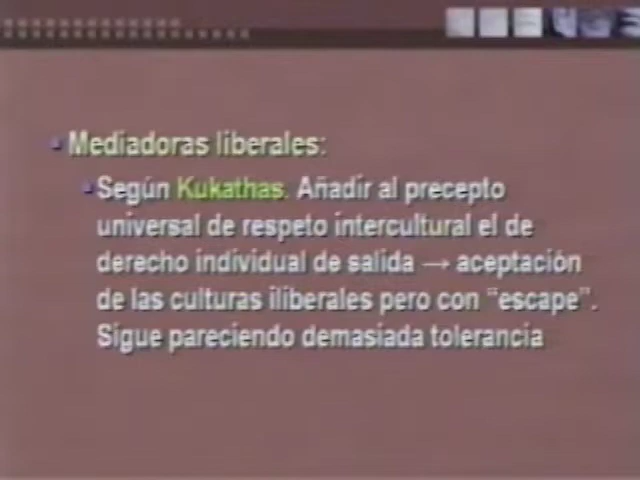 Mediadoras liberales:
Según Kukathas. Añadir al precepto
universal de respeto intercultural el de
derecho individual de salida → aceptación
de las culturas iliberales pero con “escape”.
Sigue pareciendo demasiada tolerancia